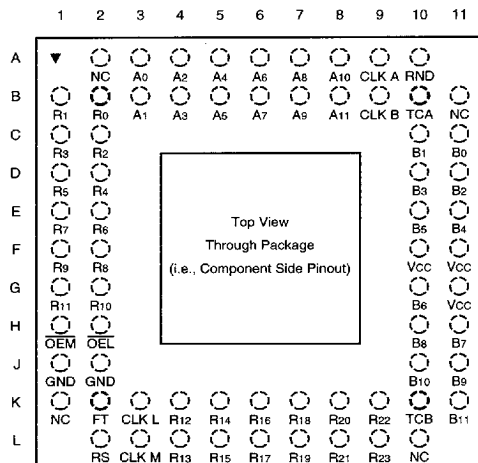 1 2 3 4 5 6 7 8 9 10 11
A NC A0 A2 A4 A6 A8 A10 CLK A RND
B R1 R0 A1 A3 A5 A7 A9 A11 CLK B TCA NC
C R3 R2 B1 B0
D R5 R4 B3 B2
E R7 R6 B5 B4
F R9 R8 VCC VCC
G R11 R10 B6 VCC
H OEM OEL B8 B7
J GND GND B10 B9
K NC FT CLK L R12 R14 R16 R18 R20 R22 TCB B11
L RS CLK M R13 R15 R17 R19 R21 R23 NC
Top View
Through Package
(i.e., Component Side Pinout)